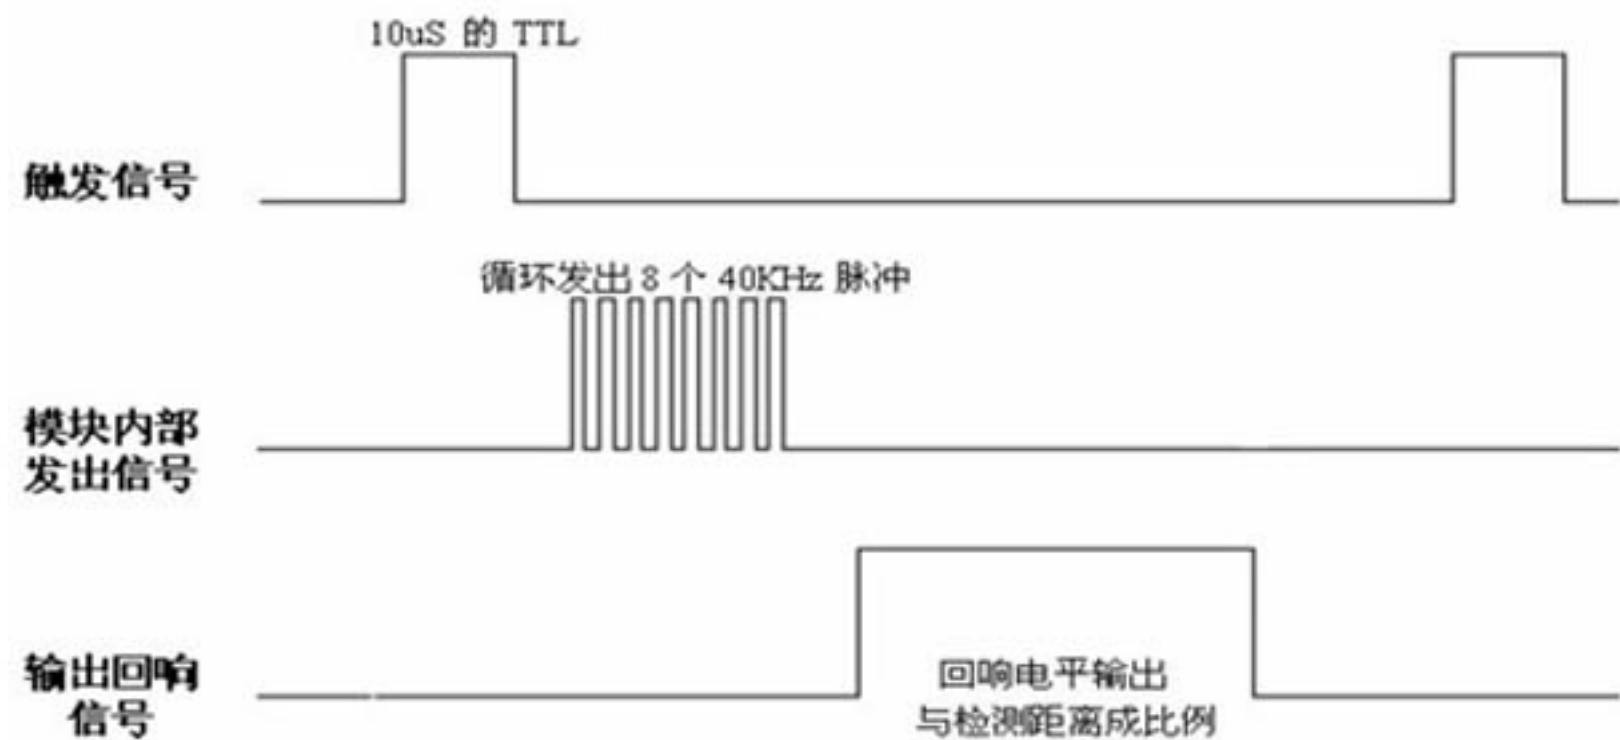 10uS 的 TTL
触发信号
循环发出 8 个 40KHz 脉冲
模块内部
发出信号
输出回响
信号
回响电平输出
与检测距离成比例